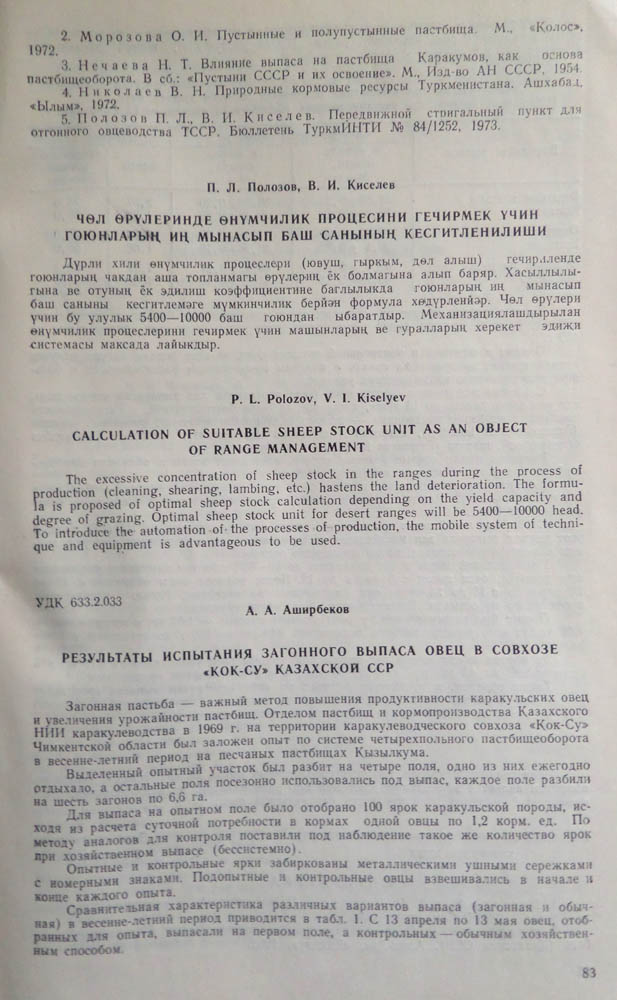 2. Морозова О. И. Пустынные и полупустынные пастбища. М., «Колос»,
1972.
3. Нечаева Н. Т. Влияние выпаса на пастбища Каракумов, как основа
пастбищеоборота. В сб.: «Пустыни СССР и их освоение». М., Изд-во АН СССР, 1954.
4. Николаев В. Н. Природные кормовые ресурсы Туркменистана. Ашхабад,
«Ылым», 1972.
5. Полозов П. Л., В. И. Киселев. Передвижной стригальный пункт для
отгонного овцеводства ТССР. Бюллетень ТуркмИНТИ № 84/1252, 1973.
П. Л. Полозов, В. И. Киселев
ЧӨЛ ӨРҮЛЕРИНДЕ ӨНҮМЧИЛИК ПРОЦЕСИНИ ГЕЧИРМЕК ҮЧИН
ГОЮНЛАРЫҢ ИҢ МЫНАСЫП БАШ САНЫНЫҢ КЕСГИТЛЕНИЛИШИ
Дүрли хили өнүмчилик процеслери (ювуш, гыркым, дөл алыш) гечирлленде
гоюнларың чакдан аша топланмагы өрүлериң ёк болмагына алып баряр. Хасыллылы-
гына ве отуның ёк эдилиш коэффициентине баглылыкда гоюнларың иң мынасып
баш саныны кесгитлемәге мүмкинчилик берйән формула хөдүрленйәр. Чөл өрүлери
үчин бу улулык 5400—10000 баш гоюндан ыбаратдыр. Механизациялашдырылан
өнүмчилик процеслерини гечирмек үчин машынларың ве гуралларың херекет эдижи
системасы максада лайыкдыр.
P. L. Polozov, V. I. Kiselyev
CALCULATION OF SUITABLE SHEEP STOCK UNIT AS AN OBJECT
OF RANGE MANAGEMENT
The excessive concentration of sheep stock in the ranges during the process of
production (cleaning, shearing, lambing, etc.) hastens the land deterioration. The formu-
la is proposed of optimal sheep stock calculation depending on the yield capacity and
degree of grazing. Optimal sheep stock unit for desert ranges will be 5400—10000 head.
To introduce the automation of the processes of production, the mobile system of techni-
que and equipment is advantageous to be used.
УДК 633.2.033
А. А. Аширбеков
РЕЗУЛЬТАТЫ ИСПЫТАНИЯ ЗАГОННОГО ВЫПАСА ОВЕЦ В СОВХОЗЕ
«КОК-СУ» КАЗАХСКОЙ ССР
Загонная пастьба — важный метод повышения продуктивности каракульских овец
и увеличения урожайности пастбищ. Отделом пастбищ и кормопроизводства Казахского
НИИ каракулеводства в 1969 г. на территории каракулеводческого совхоза «Кок-Су»
Чимкентской области был заложен опыт по системе четырехпольного пастбищеоборота
в весенне-летний период на песчаных пастбищах Кызылкума.
Выделенный опытный участок был разбит на четыре поля, одно из них ежегодно
отдыхало, а остальные поля посезонно использовались под выпас, каждое поле разбили
на шесть загонов по 6,6 га.
Для выпаса на опытном поле было отобрано 100 ярок каракульской породы, ис-
ходя из расчета суточной потребности в кормах одной овцы по 1,2 корм. ед. По
методу аналогов для контроля поставили под наблюдение такое же количество ярок
при хозяйственном выпасе (бессистемно).
Опытные и контрольные ярки забиркованы металлическими ушными сережками
с номерными знаками. Подопытные и контрольные овцы взвешивались в начале и
конце каждого опыта.
Сравнительная характеристика различных вариантов выпаса (загонная и обыч-
ная) в весенне-летний период приводится в табл. 1. С 13 апреля по 13 мая овец, отоб-
ранных для опыта, выпасали на первом поле, а контрольных — обычным хозяйствен-
ным способом.
83